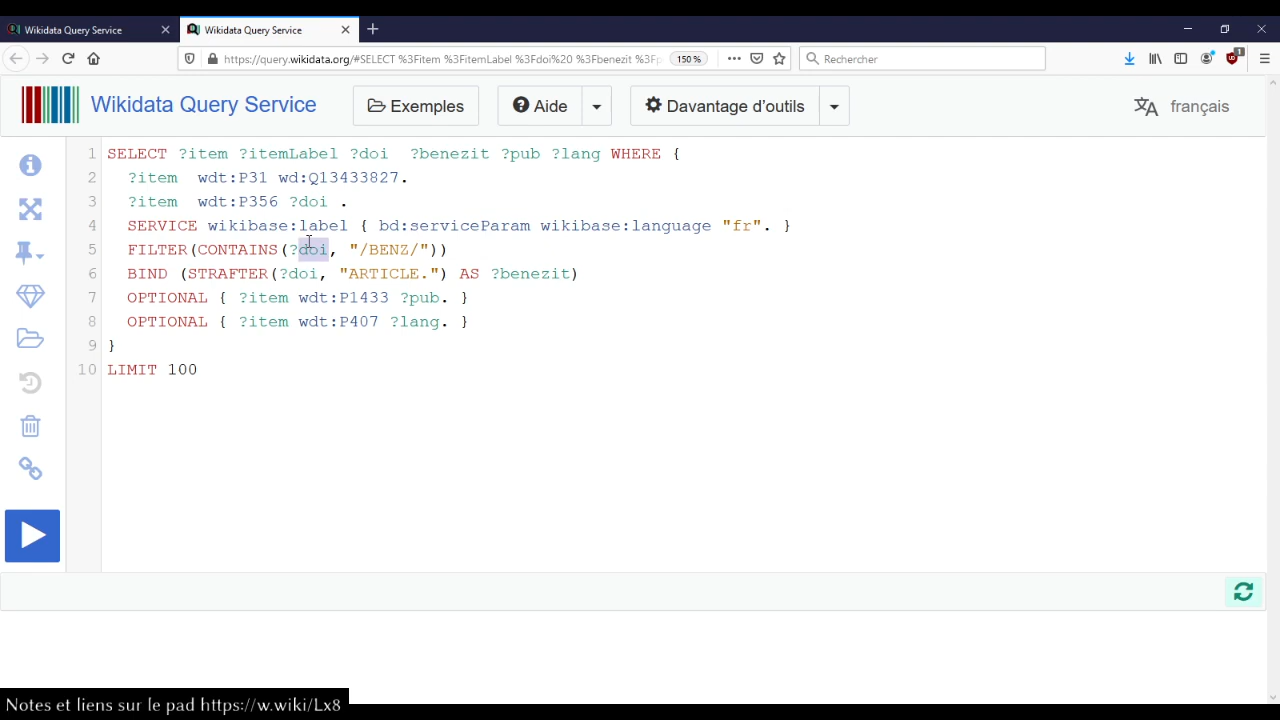 Wikidata Query Service
Wikidata Query Service
https://query.wikidata.org/#SELECT %3Fitem %3FitemLabel %3Fdoi%20 %3Fbenezit %3Fp
150 %
Rechercher
1
Wikidata Query Service
Exemples
Aide
Davantage d'outils
français
1 SELECT ?item ?itemLabel ?doi ?benezit ?pub ?lang WHERE {
2 ?item wdt:P31 wd:Q13433827.
3 ?item wdt:P356 ?doi .
4 SERVICE wikibase:label { bd:serviceParam wikibase:language "fr". }
5 FILTER(CONTAINS(?doi, "/BENZ/"))
6 BIND (STRAFTER(?doi, "ARTICLE.") AS ?benezit)
7 OPTIONAL { ?item wdt:P1433 ?pub. }
8 OPTIONAL { ?item wdt:P407 ?lang. }
9 }
10 LIMIT 100
Notes et liens sur le pad https://w.wiki/Lx8